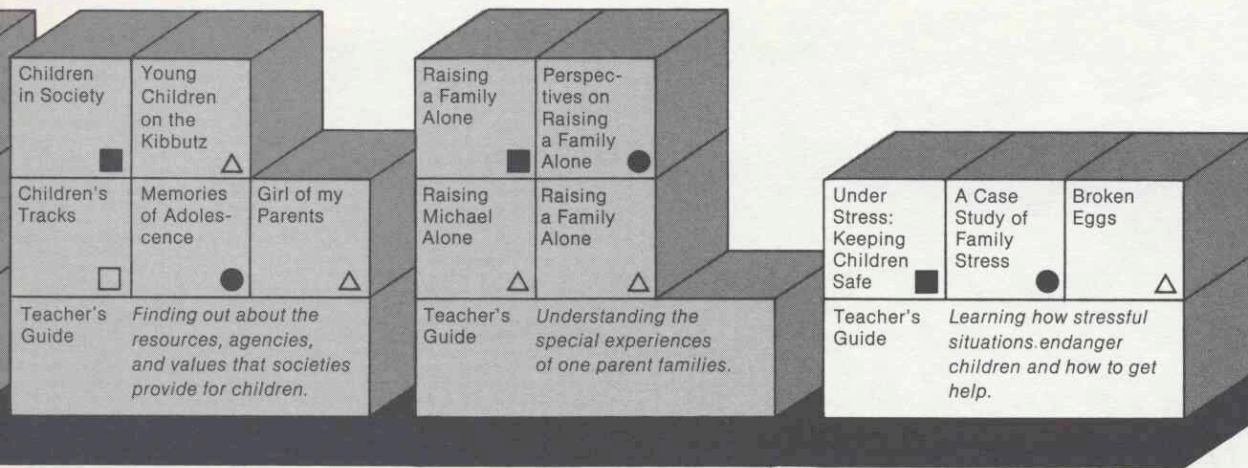 Children
in Society
Young
Children
on the
Kibbutz
Children's
Tracks
Memories
of Adoles-
cence
Girl of my
Parents
Teacher's
Guide
Finding out about the
resources, agencies,
and values that societies
provide for children.
Raising
a Family
Alone
Perspec-
tives on
Raising
a Family
Alone
Raising
Michael
Alone
Raising
a Family
Alone
Teacher's
Guide
Understanding the
special experiences
of one parent families.
Under
Stress:
Keeping
Children
Safe
A Case
Study of
Family
Stress
Broken
Eggs
Teacher's
Guide
Learning how stressful
situations.endanger
children and how to get
help.